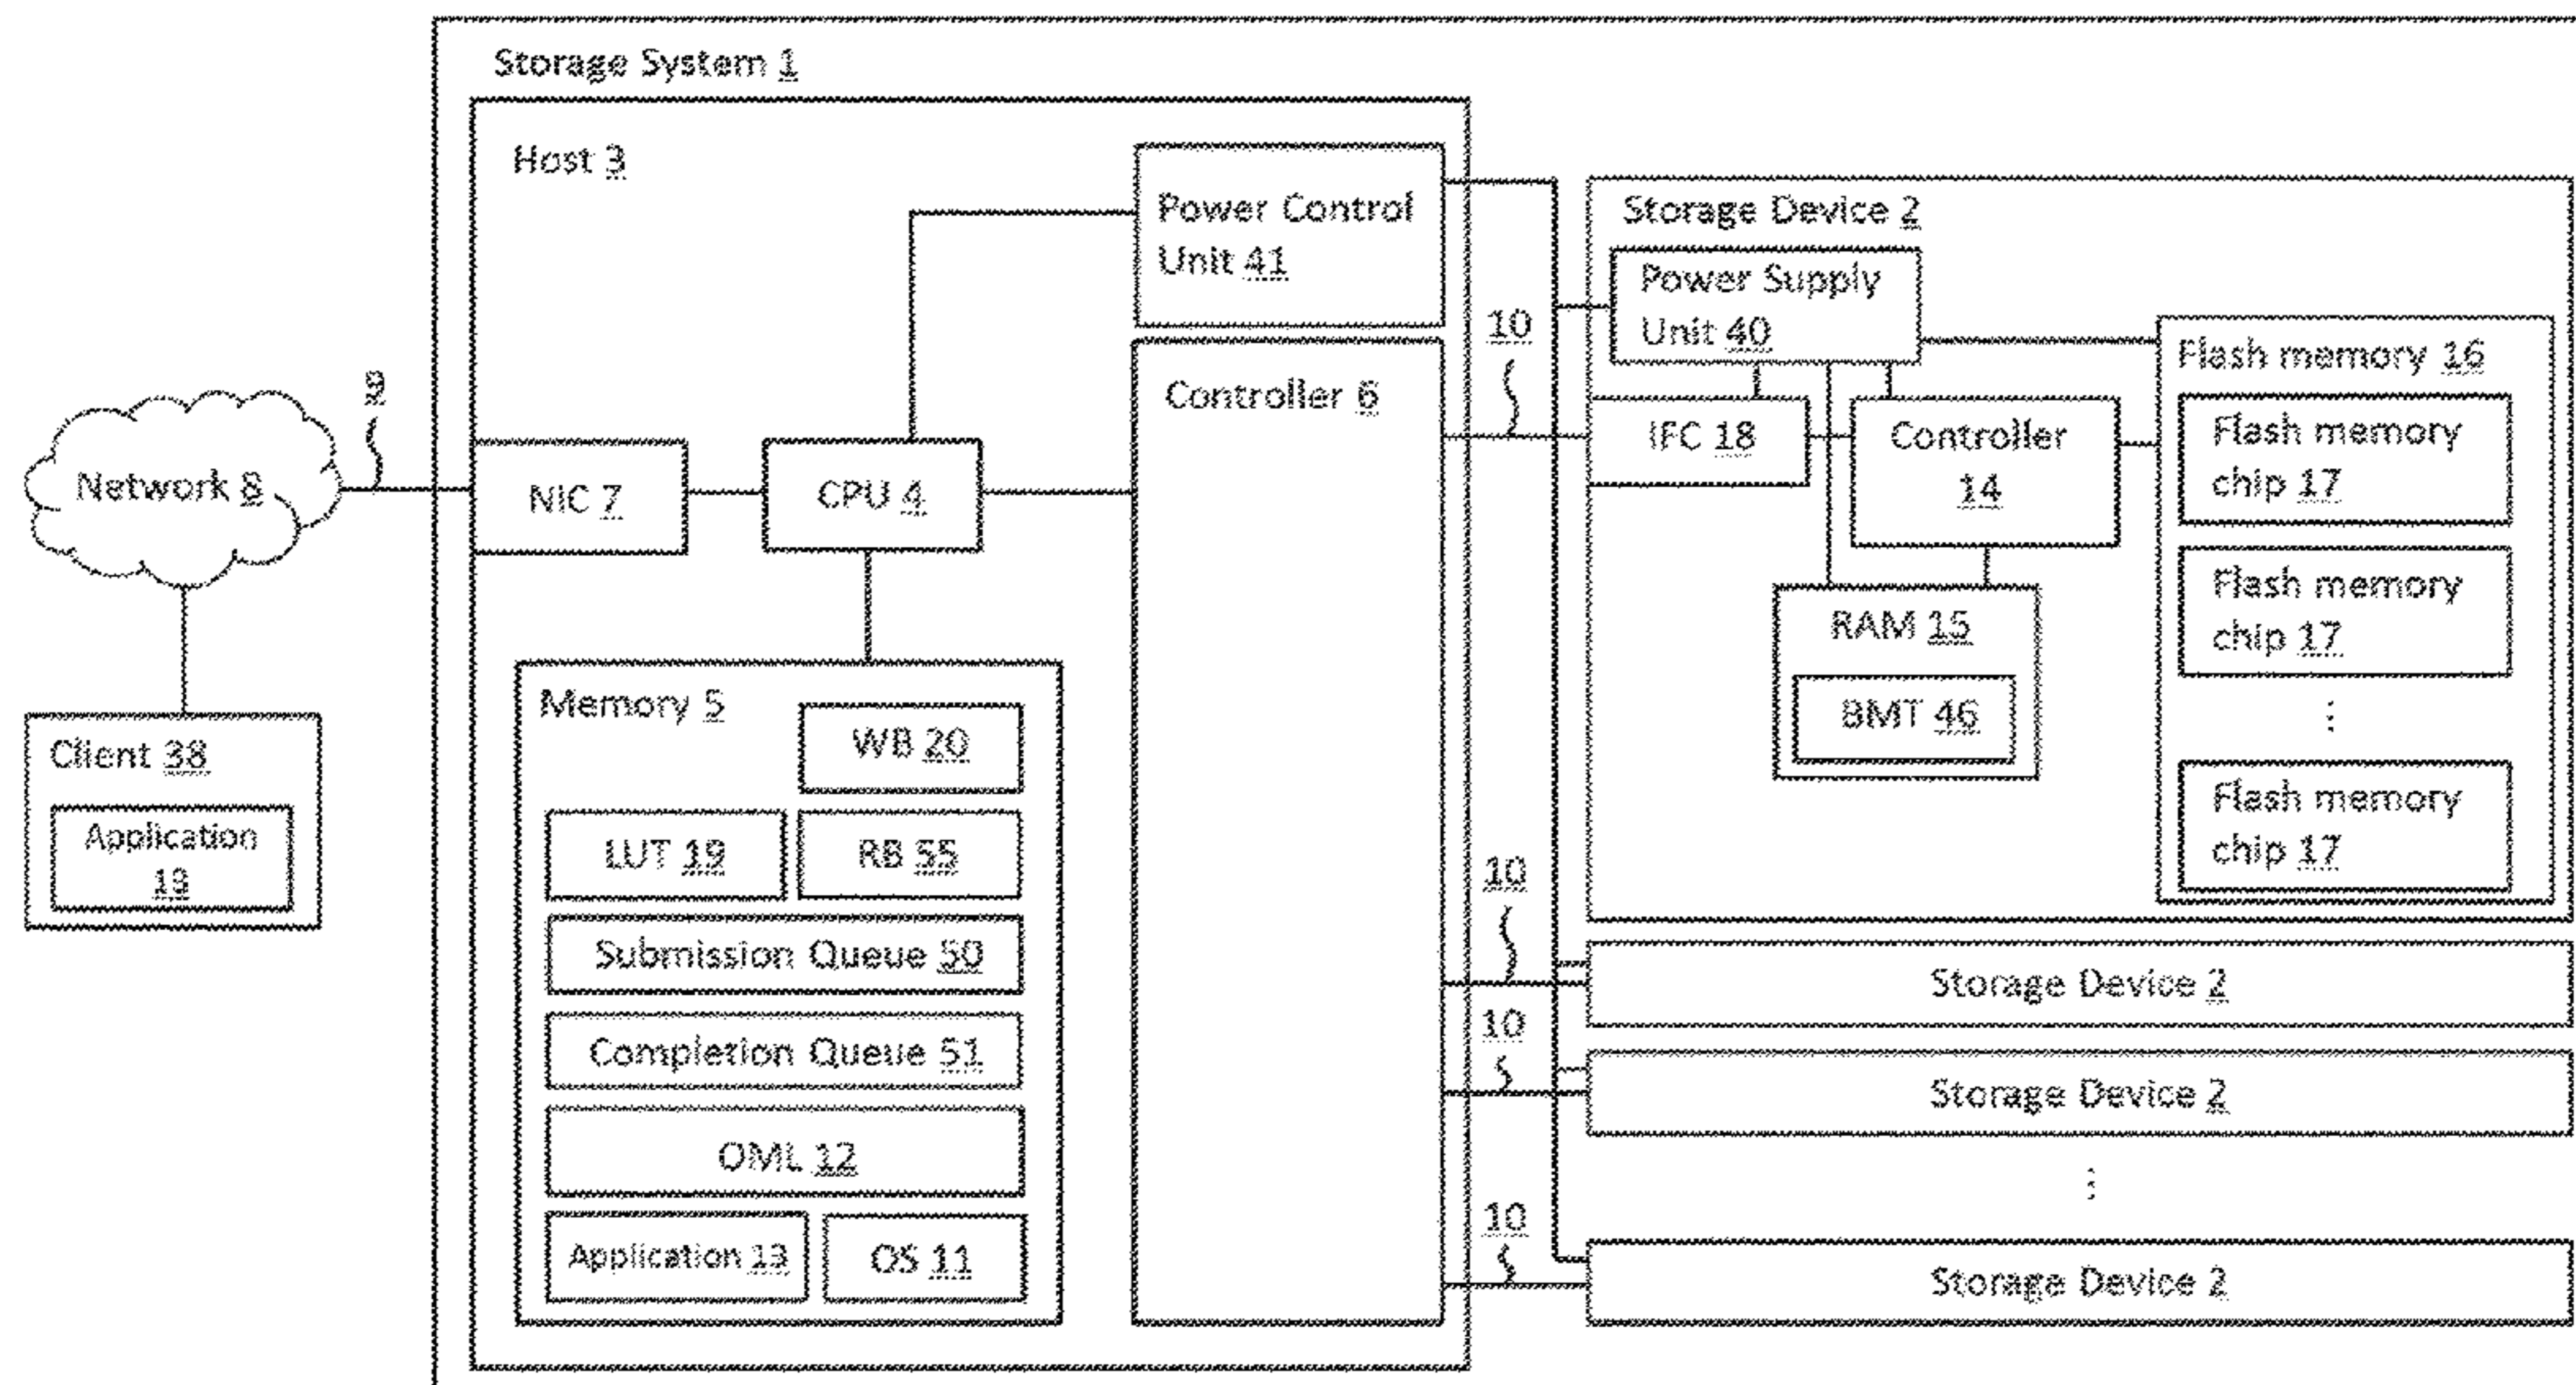 Storage System 1
Host 3
Power Control
Unit 41
Storage Device 2
Power Supply
Unit 40
10
Flash memory 16
9
Controller 6
IFC 18
Controller
14
Flash memory
chip 17
Network 8
NIC 7
CPU 4
Flash memory
chip 17
RAM 15
BMT 46
⋮
Flash memory
chip 17
Client 38
Application
13
Memory 5
WB 20
LUT 19
RB 55
Submission Queue 50
Completion Queue 51
OML 12
Application 13
OS 11
10
Storage Device 2
10
Storage Device 2
⋮
10
Storage Device 2